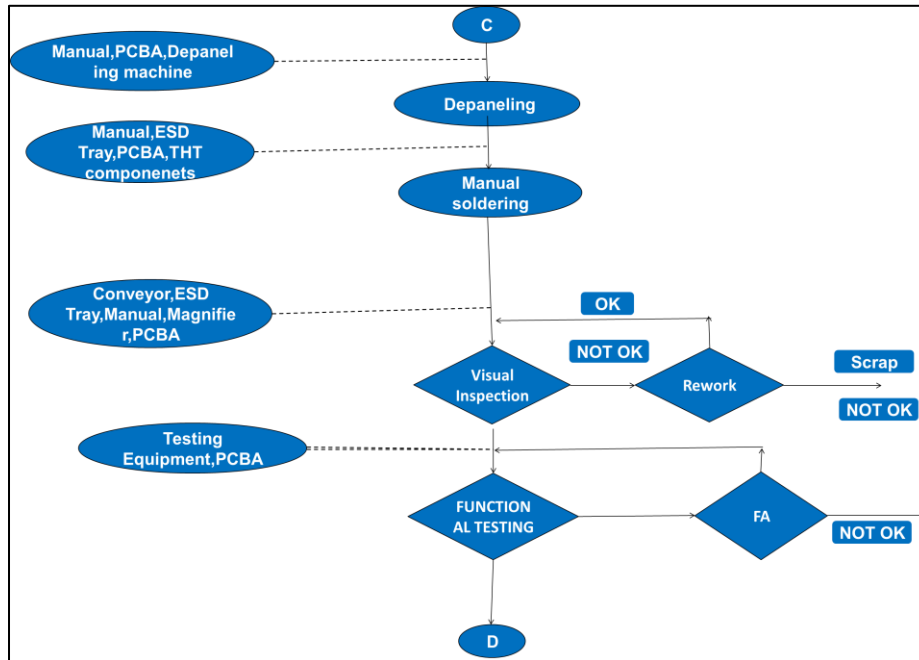 C
Manual,PCBA,Depanel
ing machine
Depaneling
Manual,ESD
Tray,PCBA,THT
componenets
Manual
soldering
Conveyor,ESD
Tray,Manual,Magnifie
r,PCBA
OK
NOT OK
Visual
Inspection
Rework
Scrap
NOT OK
Testing
Equipment,PCBA
FUNCTION
AL TESTING
FA
NOT OK
D